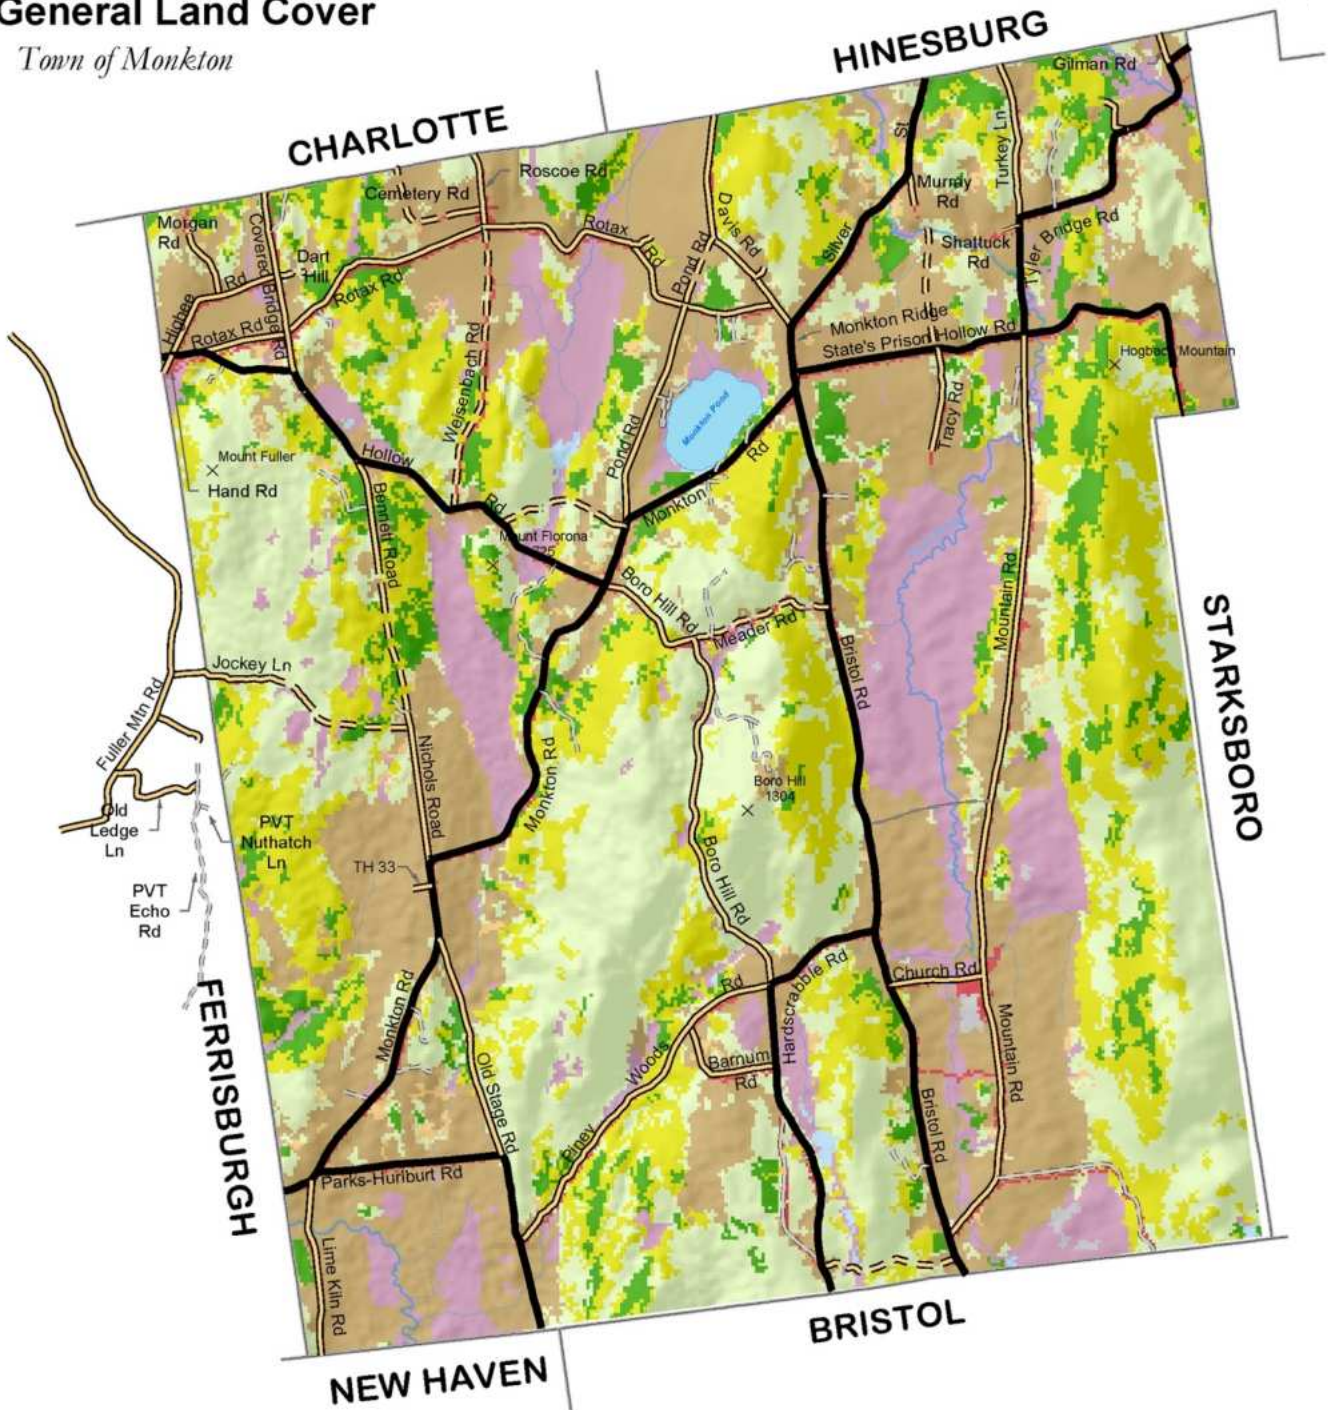 General Land Cover
Town of Monkton
HINESBURG
CHARLOTTE
Gilman Rd
St
Turkey Ln
Roscoe Rd
Cemetery Rd
Murray
Rd
Morgan
Rd
Covered Bridge Rd
Davis Rd
Rotax
Rd
Silver
Shattuck
Rd
Bridge Rd
Tyler
Dart
Hill
Rd
Pond Rd
Rotax Rd
Higbee
Rotax Rd
Monkton Ridge
State's Prison Hollow Rd
Hogback Mountain
Weisenbach Rd
Monkton Pond
Tracy Rd
Pond Rd
Rd
Mount Fuller
Hollow
Hand Rd
Bennett Road
Rd
Monkton
Mount Florona
725
Boro Hill Rd
Mountain Rd
Meader Rd
STARKSBORO
Jockey Ln
Bristol Rd
Fuller Mtn Rd
Nichols Road
Monkton Rd
Boro Hill
1304
Old
Ledge
Ln
PVT
Nuthatch
Ln
Boro Hill Rd
TH 33
PVT
Echo
Rd
Hardscrabble Rd
Church Rd
Rd
FERRISBURGH
Monkton Rd
Mountain Rd
Old Stage Rd
Woods
Barnum
Rd
Bristol Rd
Piney
Parks-Hurlburt Rd
Lime Kiln Rd
BRISTOL
NEW HAVEN